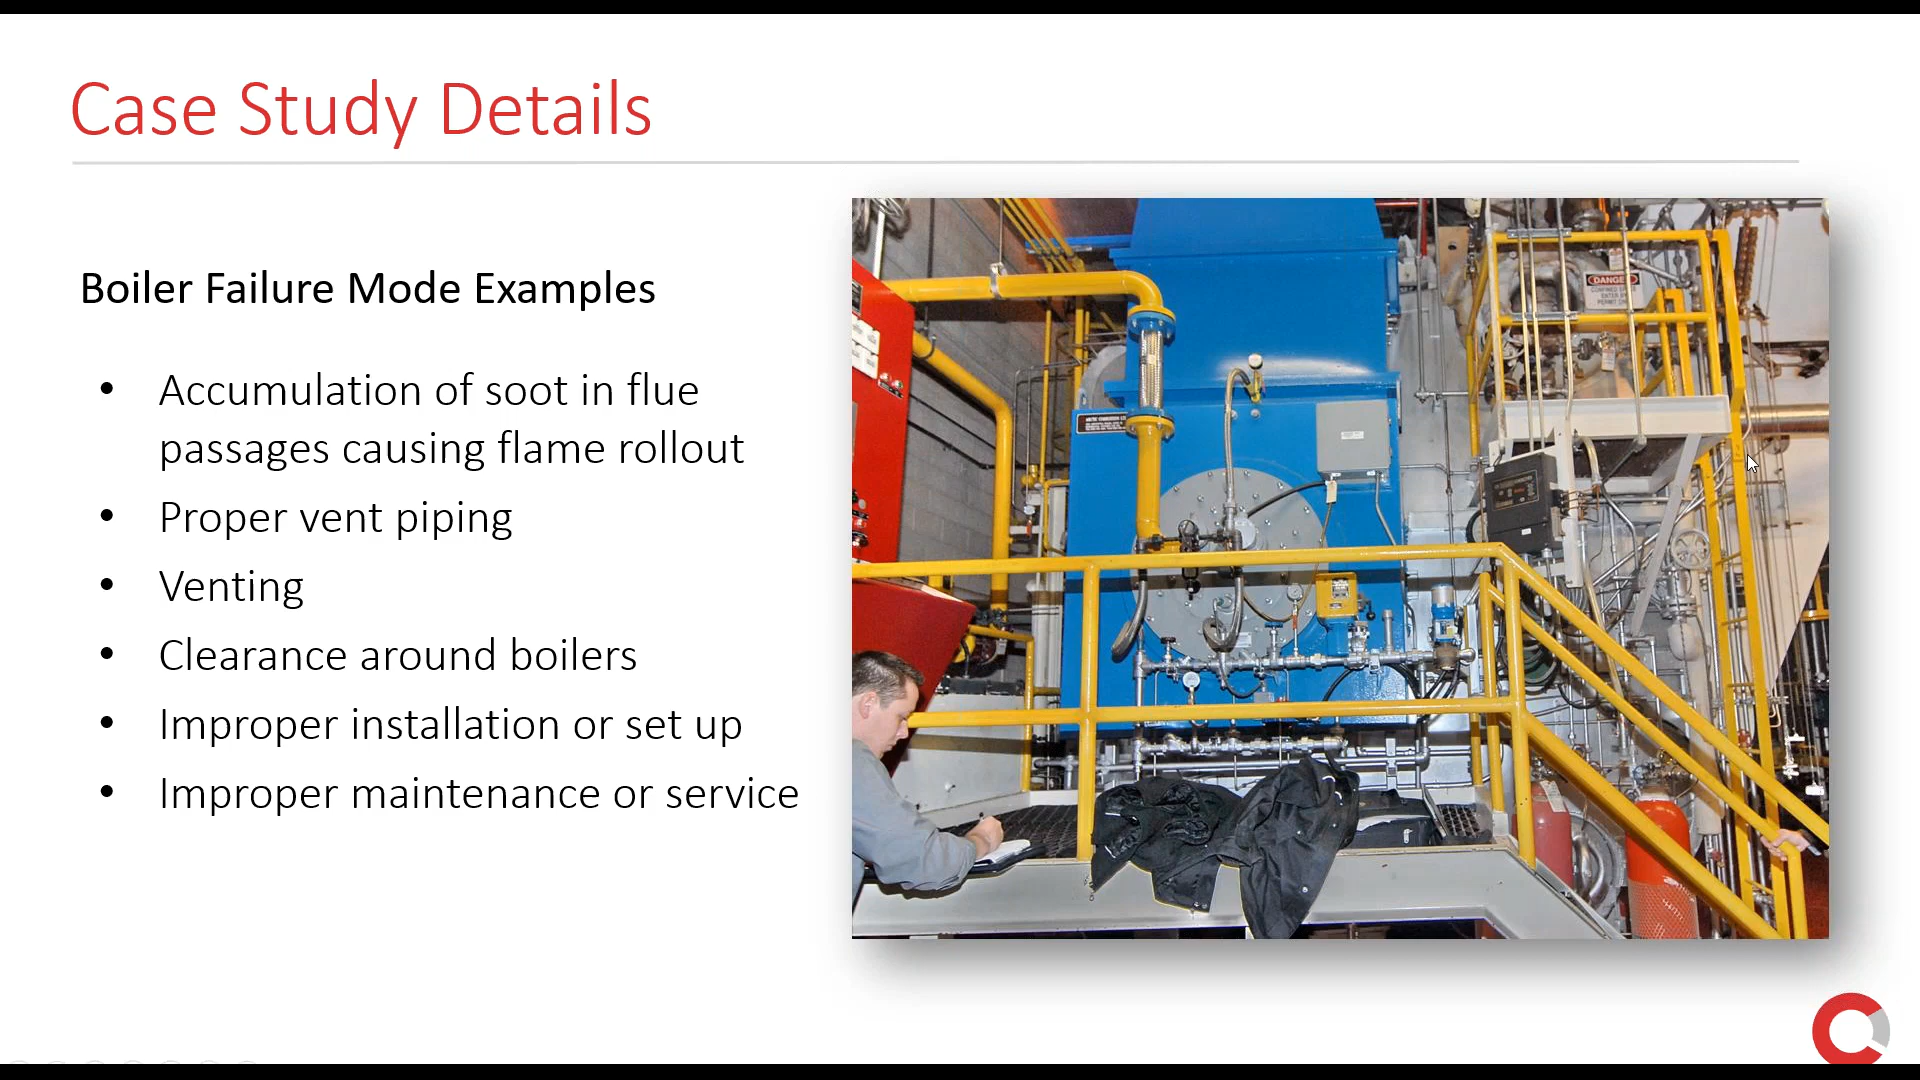 Case Study Details
Boiler Failure Mode Examples
• Accumulation of soot in flue
passages causing flame rollout
• Proper vent piping
• Venting
• Clearance around boilers
• Improper installation or set up
• Improper maintenance or service
DANGER